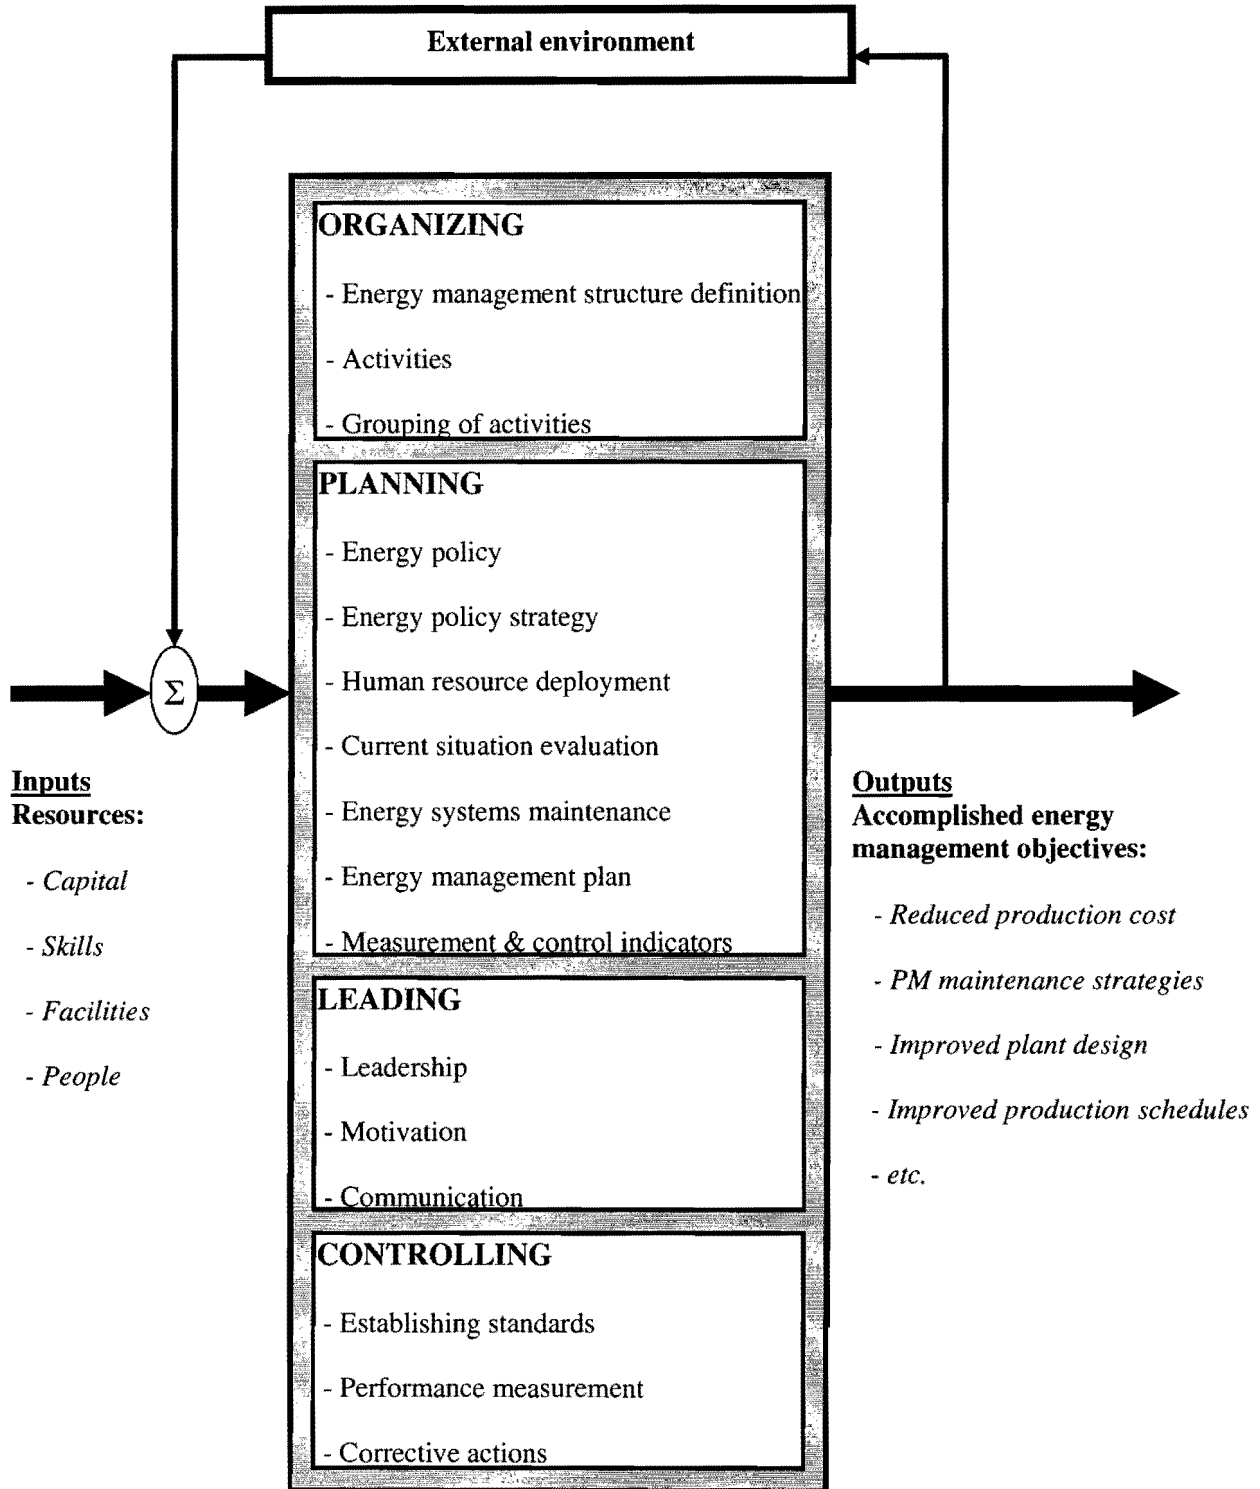 External environment
ORGANIZING
- Energy management structure definition
- Activities
- Grouping of activities
PLANNING
- Energy policy
- Energy policy strategy
- Human resource deployment
- Current situation evaluation
- Energy systems maintenance
- Energy management plan
- Measurement & control indicators
LEADING
- Leadership
- Motivation
- Communication
CONTROLLING
- Establishing standards
- Performance measurement
- Corrective actions
Σ
Inputs
Resources:
- Capital
- Skills
- Facilities
- People
Outputs
Accomplished energy
management objectives:
- Reduced production cost
- PM maintenance strategies
- Improved plant design
- Improved production schedules
- etc.